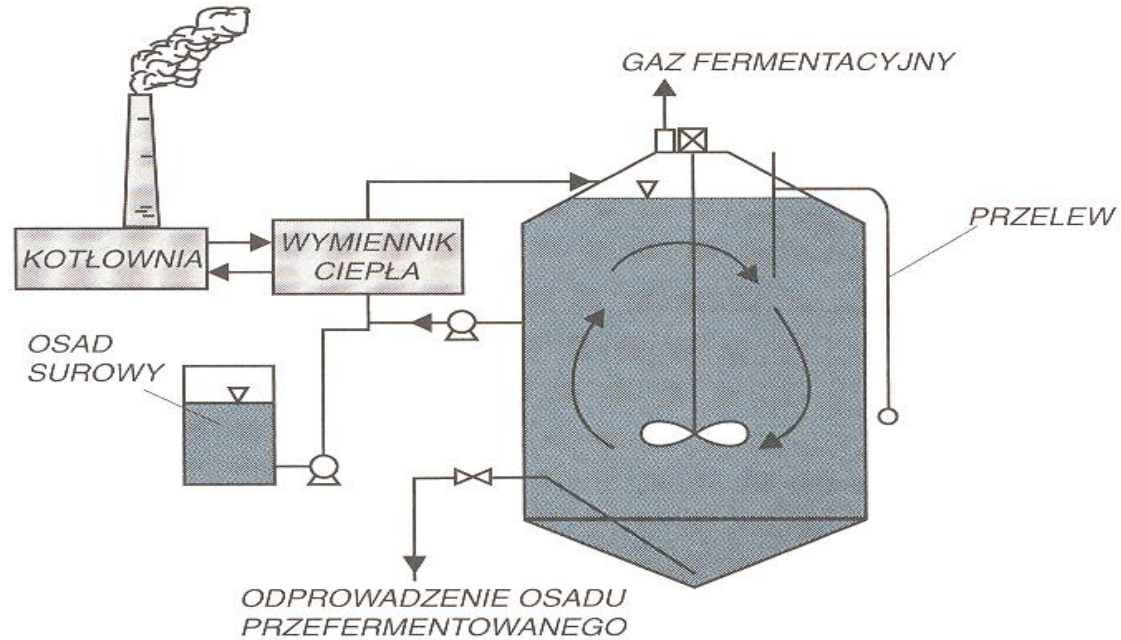 GAZ FERMENTACYJNY
PRZELEW
KOTŁOWNIA
WYMIENNIK
CIEPŁA
OSAD
SUROWY
ODPROWADZENIE OSADU
PRZEFERMENTOWANEGO